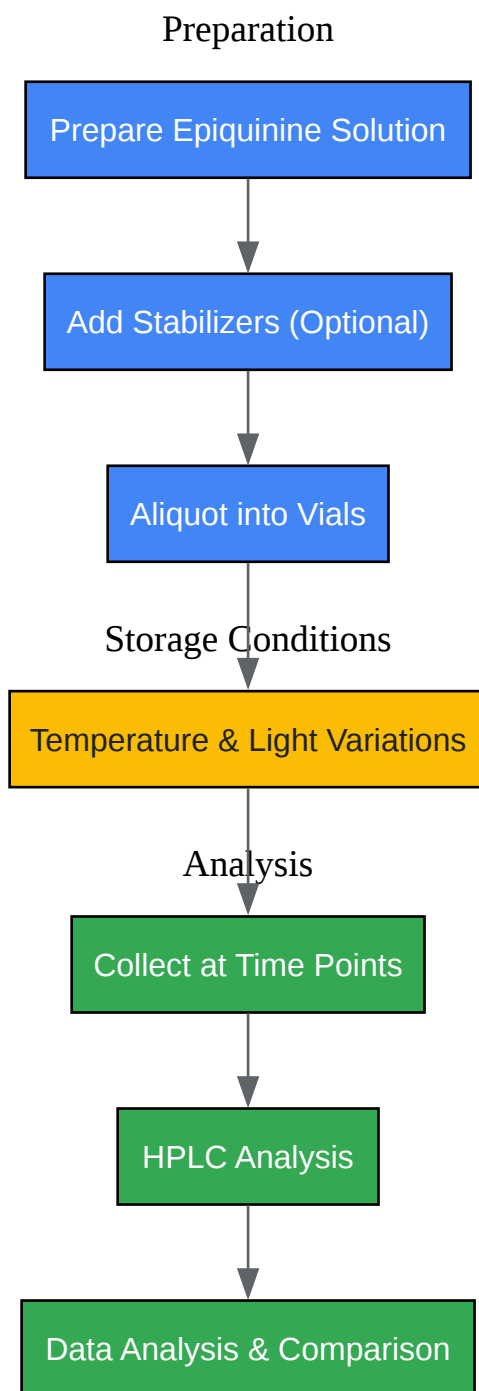 Preparation
Prepare Epiquinine Solution
Add Stabilizers (Optional)
Aliquot into Vials
Storage Conditions
Temperature & Light Variations
Analysis
Collect at Time Points
HPLC Analysis
Data Analysis & Comparison